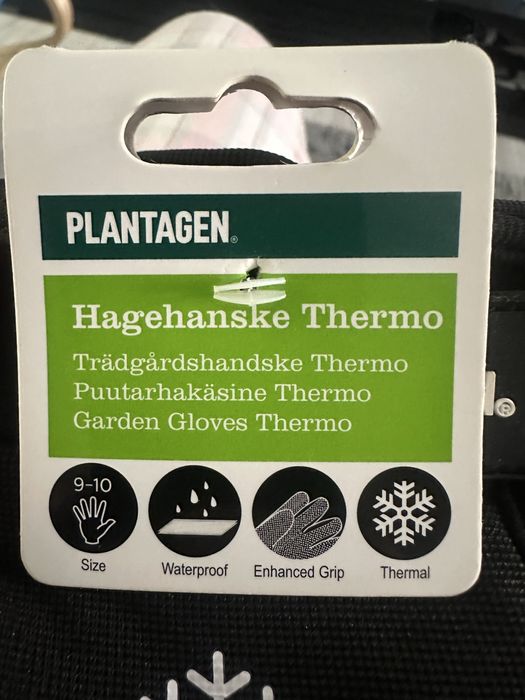 PLANTAGEN®
Hagehanske Thermo
Trädgårdshandske Thermo
Puutarhakäsine Thermo
Garden Gloves Thermo
9-10
Size
Waterproof
Enhanced Grip
Thermal